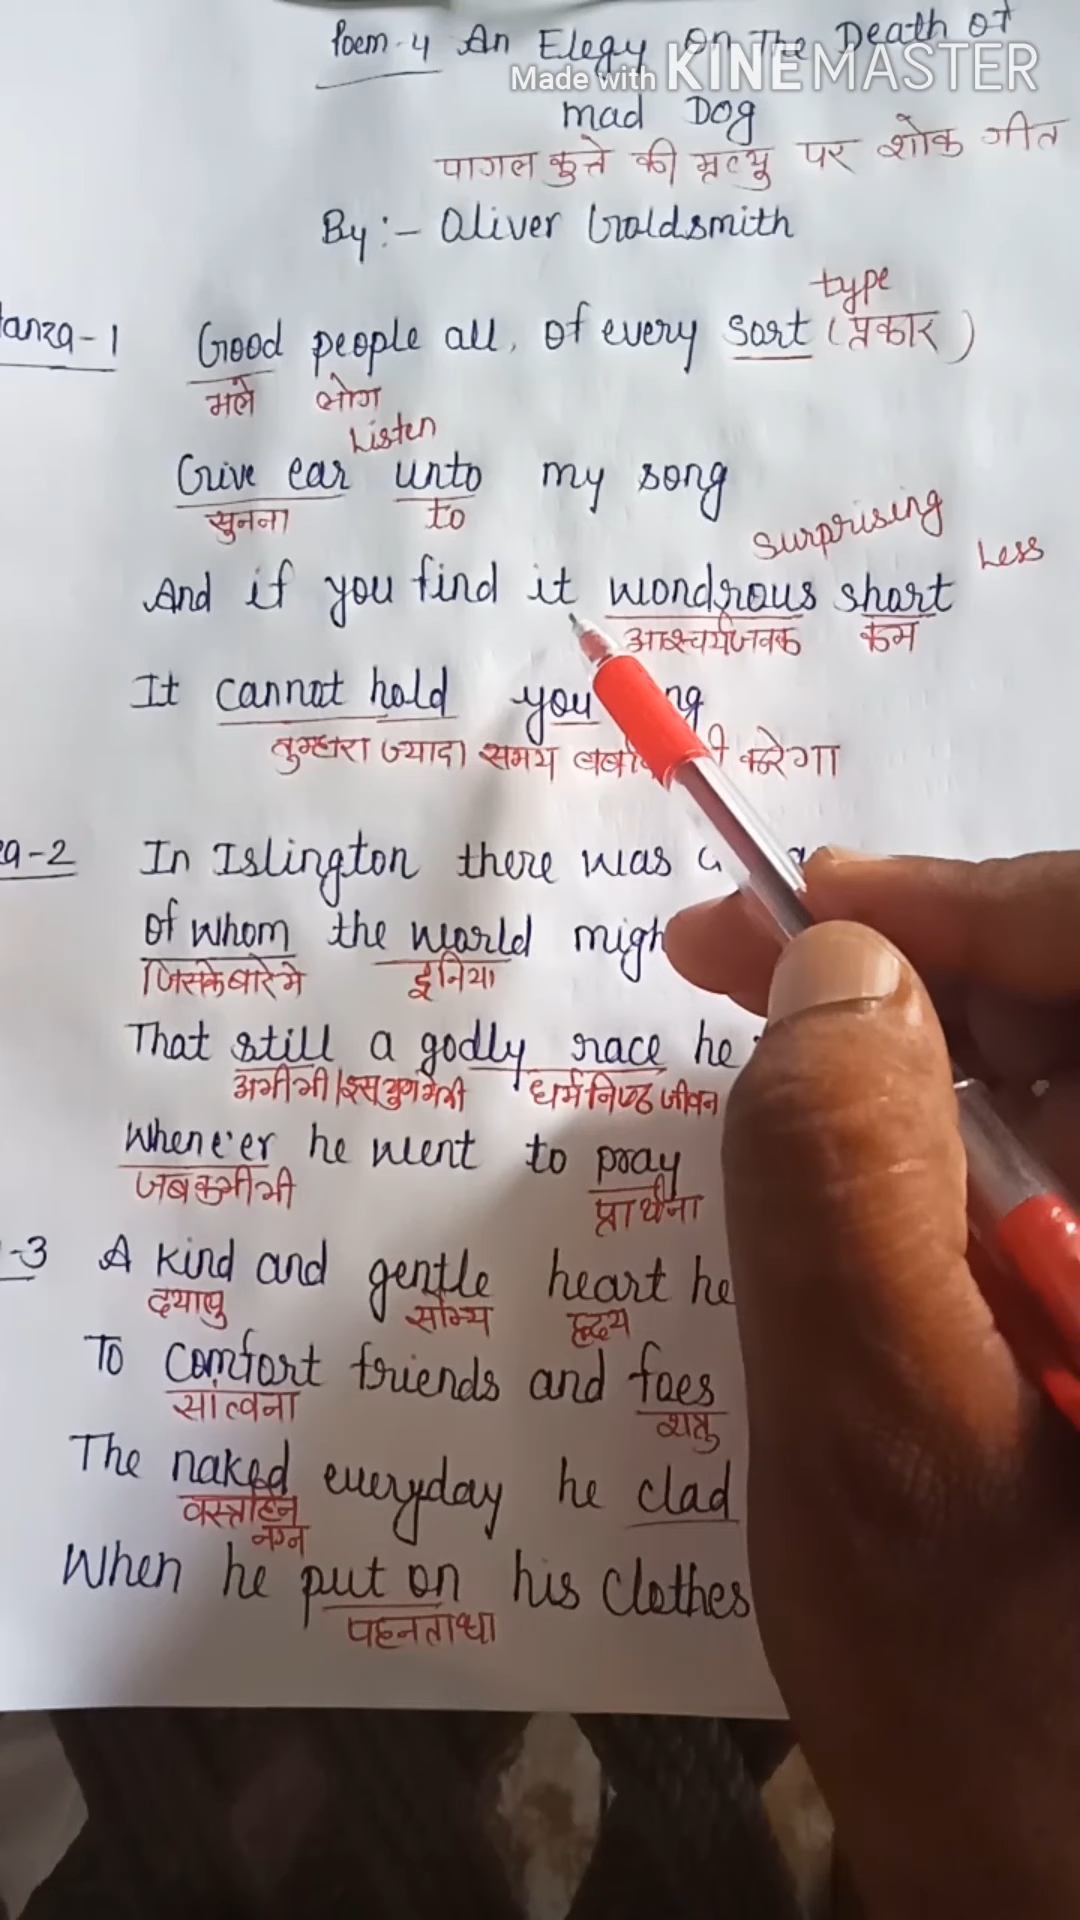 Poem-4 An Elegy On The Death of
Made with KINEMASTER
mad Dog
पागल कुत्ते की मृत्यु पर शोक गीत
By:- Oliver Goldsmith
type
tanza-1 Good people all, of every sort (प्रकार)
भले लोग
Listen
Give ear unto my song
सुनना to
Surprising
Less
And if you find it wondrous short
आश्चर्यजनक कम
It cannot hold you
तुम्हारा ज्यादा समय करेगा
za-2 In Islington there was a
of whom the world
जिसके बारे मे दुनिया
That still a godly race he
अभी भी/इस युग मे भी धर्मनिष्ठ जीवन
Whene'er he went to pray
जब कभी भी प्रार्थना
-3 A kind and gentle heart he
दयालु सौम्य ह्रदय
To comfort friends and foes
सांत्वना शत्रु
The naked everyday he clad
वस्त्रहिन
नग्न
When he put on his clothes
पहनता था